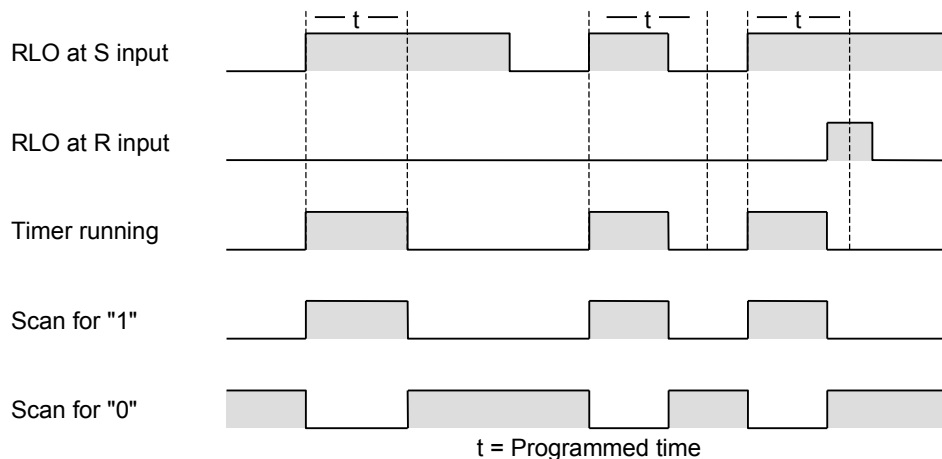 t t t
RLO at S input
RLO at R input
Timer running
Scan for "1"
Scan for "0"
t = Programmed time